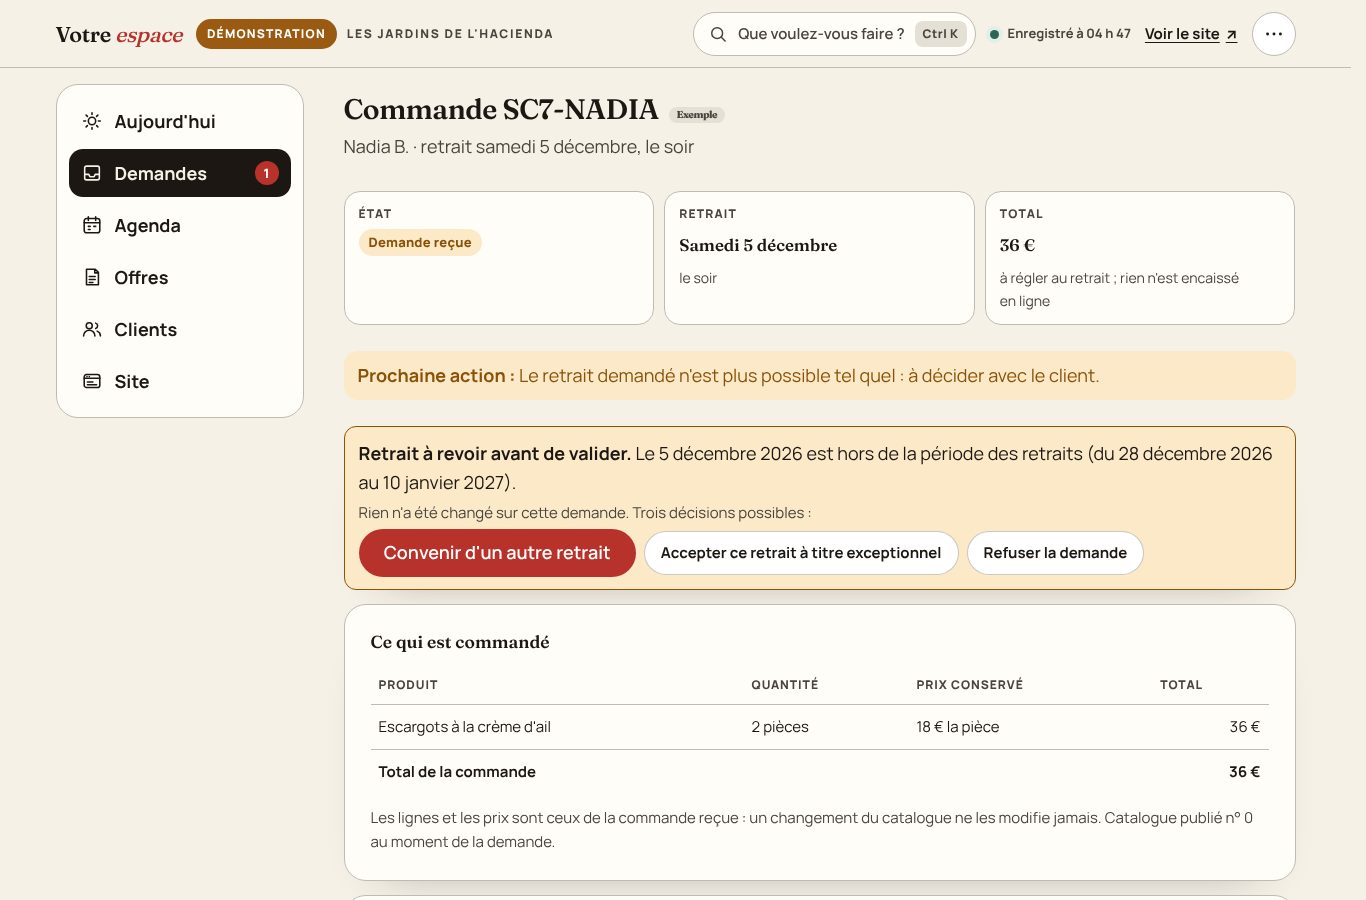 Votre espace
DÉMONSTRATION
LES JARDINS DE L'HACIENDA
Que voulez-vous faire ?
Ctrl K
Enregistré à 04 h 47
Voir le site ↗
Aujourd'hui
Demandes
1
Agenda
Offres
Clients
Site
Commande SC7-NADIA
Exemple
Nadia B. · retrait samedi 5 décembre, le soir
ÉTAT
Demande reçue
RETRAIT
Samedi 5 décembre
le soir
TOTAL
36 €
à régler au retrait ; rien n'est encaissé
en ligne
Prochaine action : Le retrait demandé n'est plus possible tel quel : à décider avec le client.
Retrait à revoir avant de valider. Le 5 décembre 2026 est hors de la période des retraits (du 28 décembre 2026
au 10 janvier 2027).
Rien n'a été changé sur cette demande. Trois décisions possibles :
Convenir d'un autre retrait
Accepter ce retrait à titre exceptionnel
Refuser la demande
Ce qui est commandé
PRODUIT QUANTITÉ PRIX CONSERVÉ TOTAL
Escargots à la crème d'ail 2 pièces 18 € la pièce 36 €
Total de la commande 36 €
Les lignes et les prix sont ceux de la commande reçue : un changement du catalogue ne les modifie jamais. Catalogue publié n° 0
au moment de la demande.